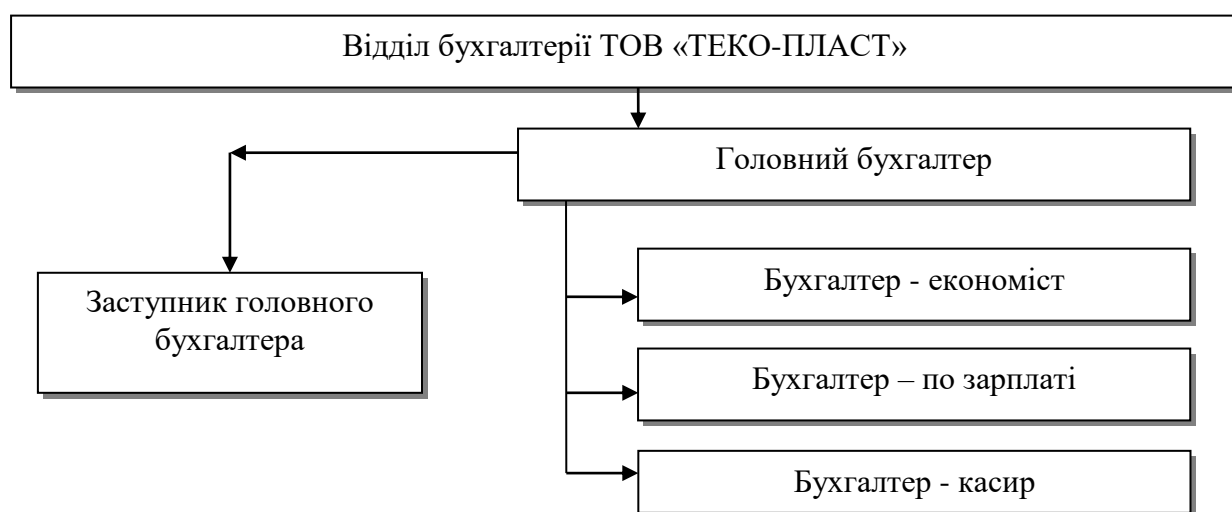 Відділ бухгалтерії ТОВ «ТЕКО-ПЛАСТ»
Головний бухгалтер
Заступник головного
бухгалтера
Бухгалтер - економіст
Бухгалтер – по зарплаті
Бухгалтер - касир